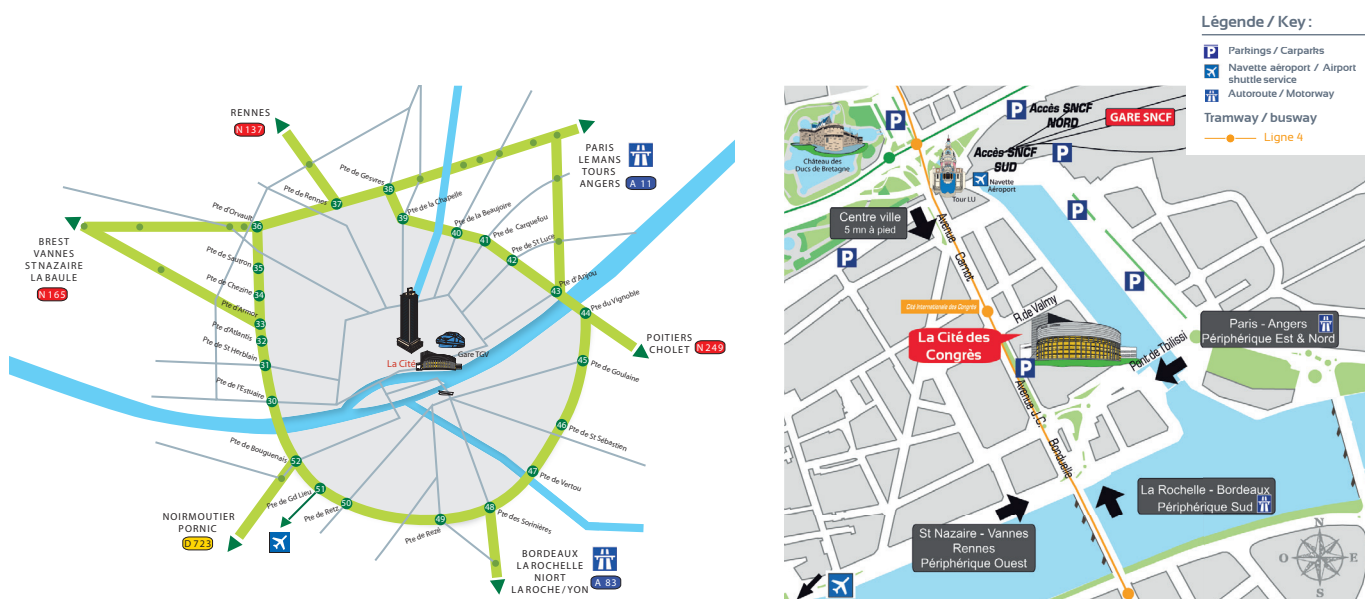 RENNES
N 137
PARIS
LE MANS
TOURS
ANGERS
A 11
BREST
VANNES
ST NAZAIRE
LA BAULE
N 165
POITIERS
CHOLET
N 249
NOIRMOUTIER
PORNIC
D 723
BORDEAUX
LA ROCHELLE
NIORT
LA ROCHE/YON
A 83
Pte d'Orvault
36
Pte de Rennes
37
Pte de Gesvres
38
39
Pte de la Chapelle
40
Pte de la Beaujoire
41
Pte de Carquefou
42
Pte de St Luce
43
Pte d'Anjou
44
Pte du Vignoble
45
Pte de Goulaine
46
Pte de St Sébastien
47
Pte de Vertou
48
Pte des Sorinières
49
Pte de Rezé
50
Pte de Retz
51
Pte de Gd Lieu
52
Pte de Bouguenais
30
Pte de l'Estuaire
31
Pte de St Herblain
32
Pte d'Atlantis
33
Pte d'Armor
34
Pte de Chezine
35
Pte de Sautron
La Cité
Gare TGV
Légende / Key :
P
Parkings / Carparks
Navette aéroport / Airport
shuttle service
Autoroute / Motorway
Tramway / busway
Ligne 4
P
P
Accès SNCF
NORD
GARE SNCF
Accès SNCF
SUD
P
Château des
Ducs de Bretagne
Navette
Aéroport
Tour LU
P
Centre ville
5 mn à pied
P
Avenue
Carnot
P
Cité Internationale des Congrès
R.de Valmy
La Cité des
Congrès
P
Pont de Tbilissi
Paris - Angers
Périphérique Est & Nord
Avenue J.C.
Bonduelle
La Rochelle - Bordeaux
Périphérique Sud
St Nazaire - Vannes
Rennes
Périphérique Ouest
N
O
E
S